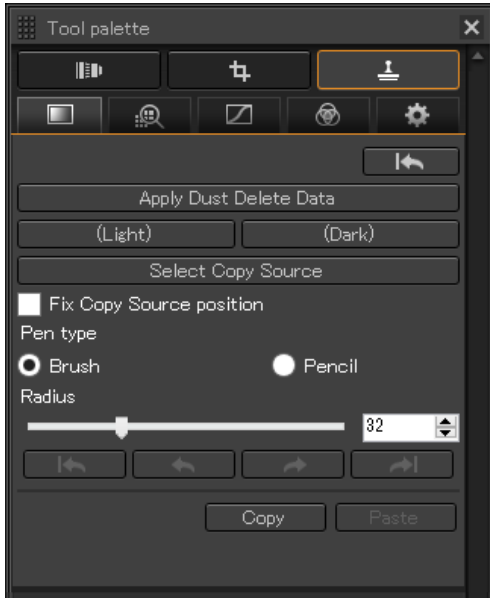 Tool palette
Apply Dust Delete Data
(Light) (Dark)
Select Copy Source
Fix Copy Source position
Pen type
Brush Pencil
Radius
32
Copy Paste